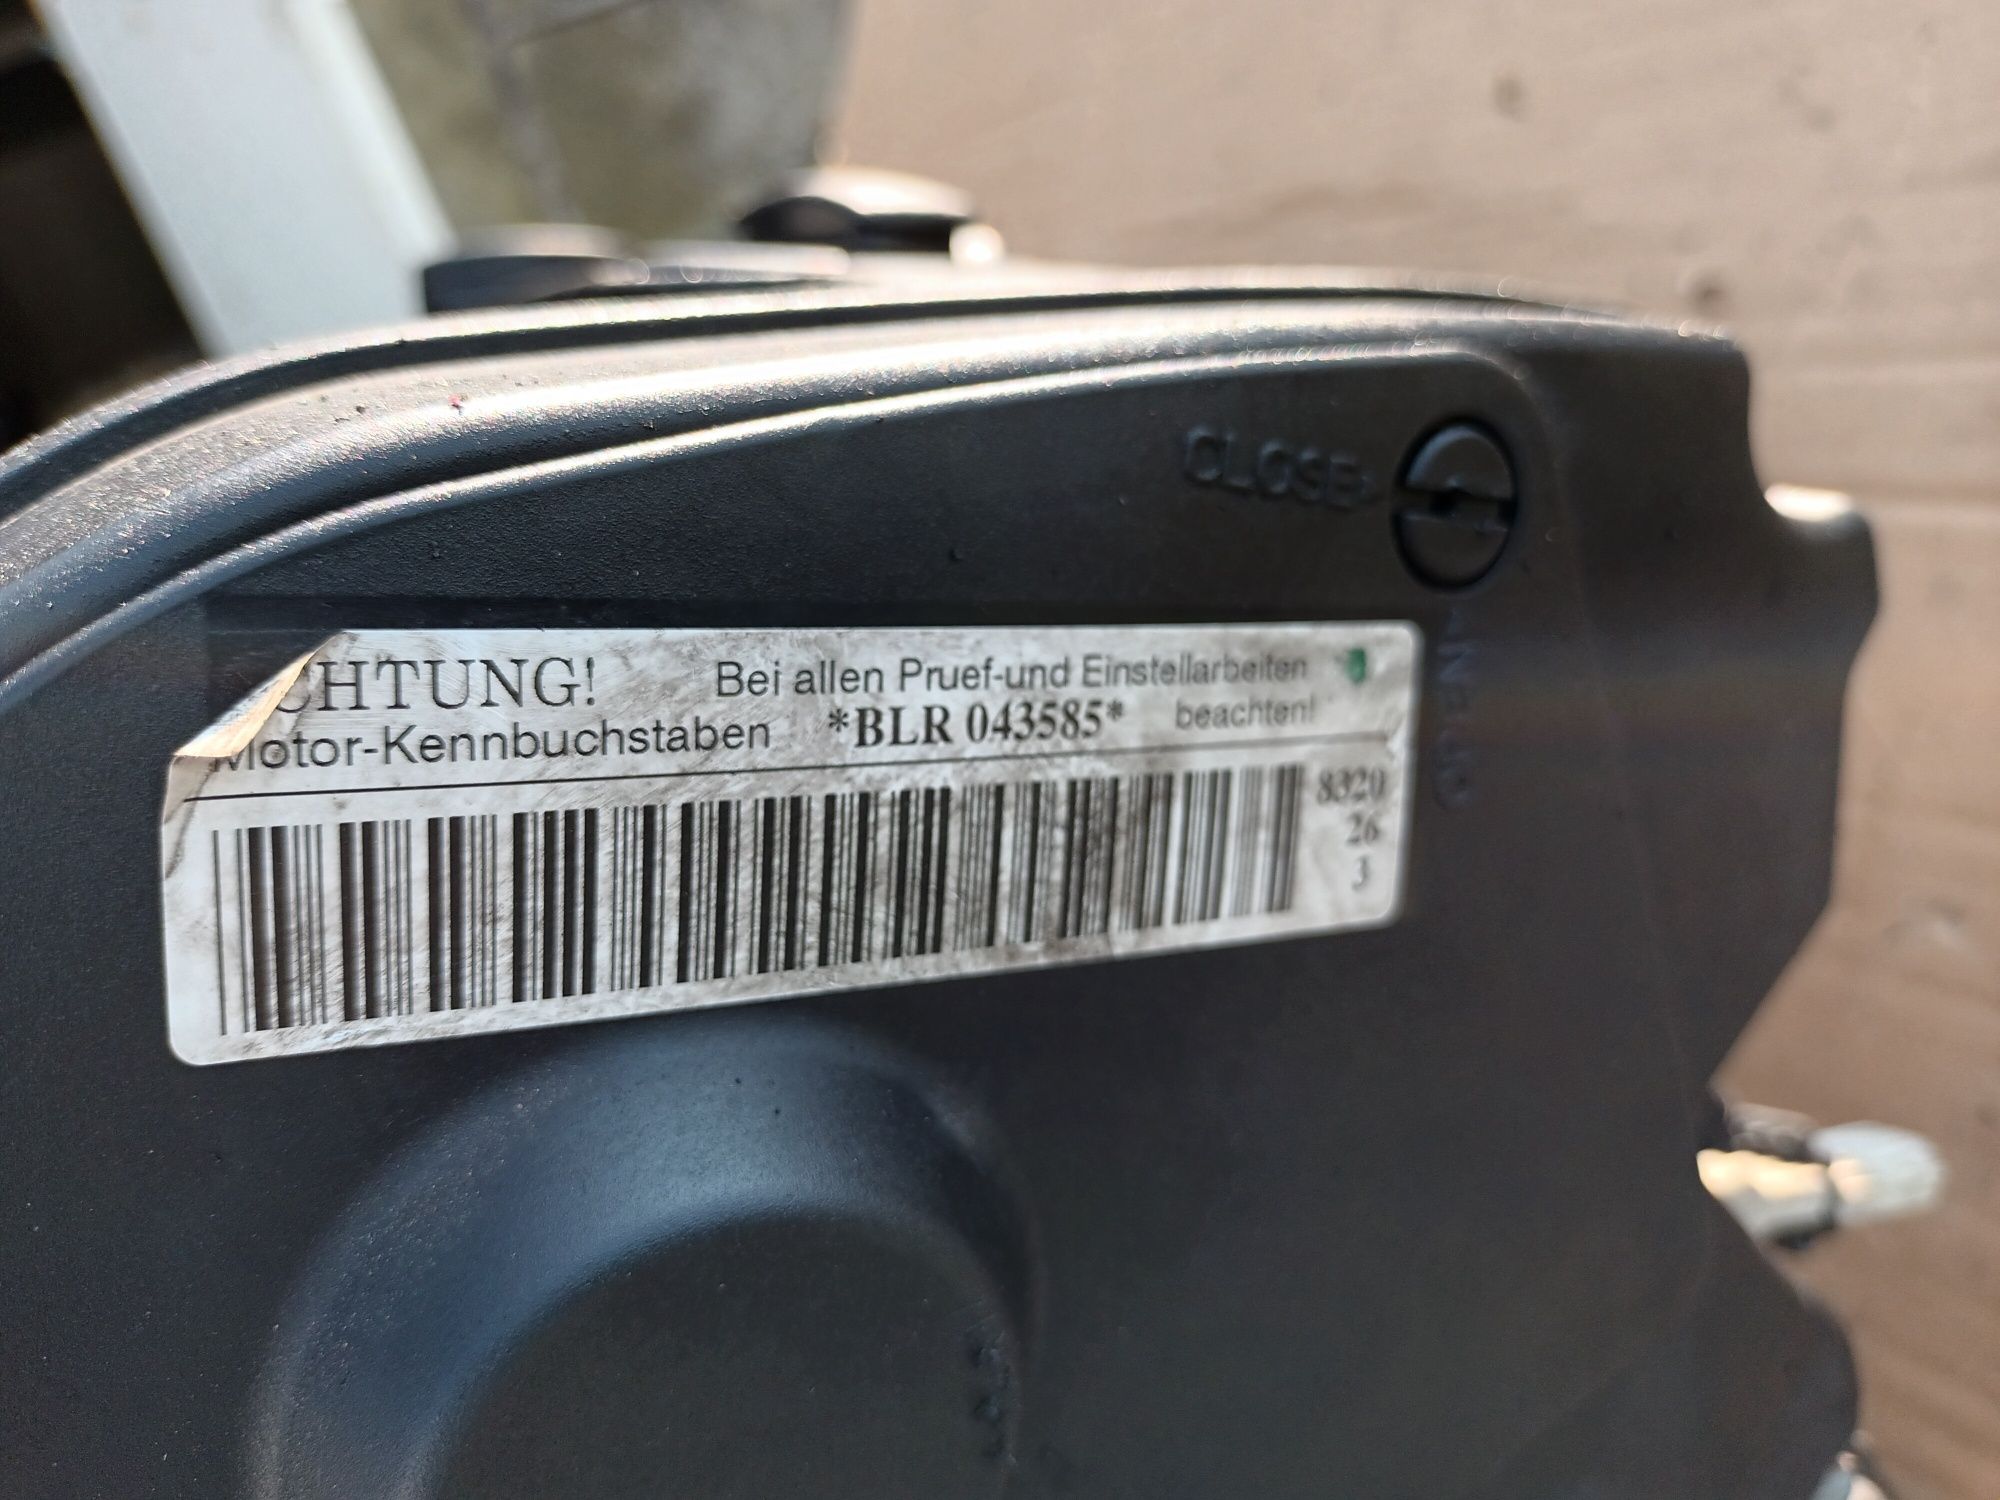 CLOSE
CHTUNG! Bei allen Pruef-und Einstellarbeiten
Motor-Kennbuchstaben *BLR 043585* beachten!
8320
26
3